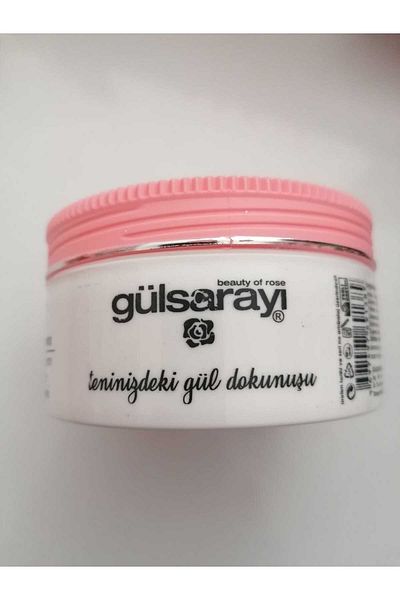 beauty of rose
gülsarayı
®
teninizdeki gül dokunuşu